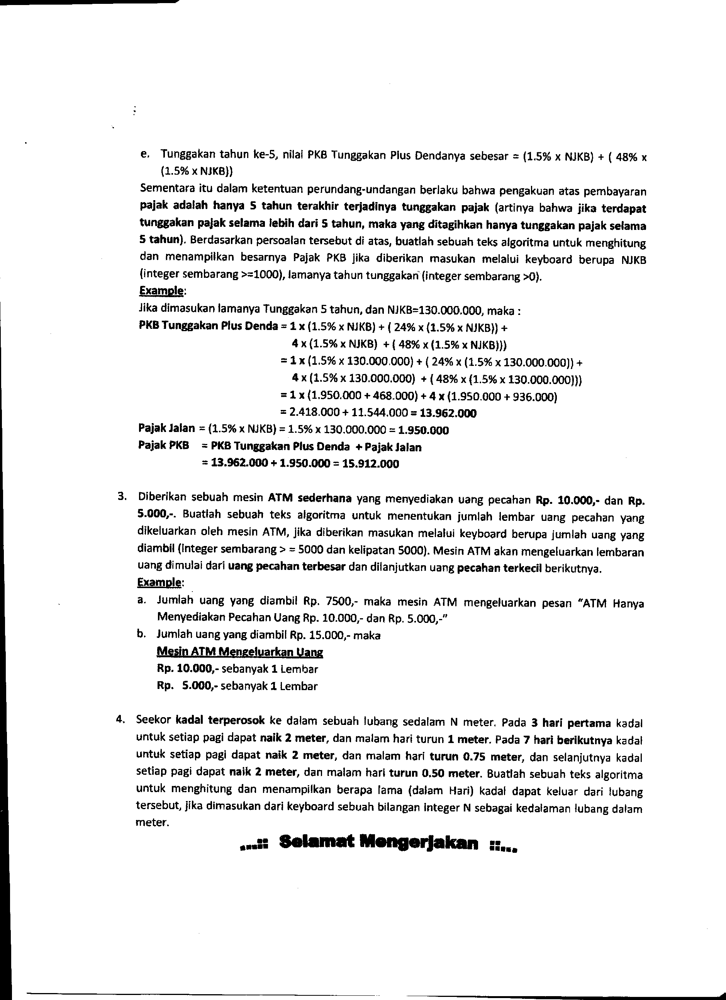 e. Tunggakan tahun ke-5, nilai PKB Tunggakan Plus Dendanya sebesar = (1.5% x NJKB) + ( 48% x
(1.5% x NJKB))
Sementara itu dalam ketentuan perundang-undangan berlaku bahwa pengakuan atas pembayaran
pajak adalah hanya 5 tahun terakhir terjadinya tunggakan pajak (artinya bahwa jika terdapat
tunggakan pajak selama lebih dari 5 tahun, maka yang ditagihkan hanya tunggakan pajak selama
5 tahun). Berdasarkan persoalan tersebut di atas, buatlah sebuah teks algoritma untuk menghitung
dan menampilkan besarnya Pajak PKB jika diberikan masukan melalui keyboard berupa NJKB
(integer sembarang >=1000), lamanya tahun tunggakan (integer sembarang >0).
Example:
Jika dimasukan lamanya Tunggakan 5 tahun, dan NJKB=130.000.000, maka :
PKB Tunggakan Plus Denda = 1 x (1.5% x NJKB) + ( 24% x (1.5% x NJKB)) +
4 x (1.5% x NJKB) + ( 48% x (1.5% x NJKB)))
= 1 x (1.5% x 130.000.000) + ( 24% x (1.5% x 130.000.000)) +
4 x (1.5% x 130.000.000) + ( 48% x (1.5% x 130.000.000)))
= 1 x (1.950.000 + 468.000) + 4 x (1.950.000 + 936.000)
= 2.418.000 + 11.544.000 = 13.962.000
Pajak Jalan = (1.5% x NJKB) = 1.5% x 130.000.000 = 1.950.000
Pajak PKB = PKB Tunggakan Plus Denda + Pajak Jalan
= 13.962.000 + 1.950.000 = 15.912.000
3. Diberikan sebuah mesin ATM sederhana yang menyediakan uang pecahan Rp. 10.000,- dan Rp.
5.000,-. Buatlah sebuah teks algoritma untuk menentukan jumlah lembar uang pecahan yang
dikeluarkan oleh mesin ATM, jika diberikan masukan melalui keyboard berupa jumlah uang yang
diambil (integer sembarang > = 5000 dan kelipatan 5000). Mesin ATM akan mengeluarkan lembaran
uang dimulai dari uang pecahan terbesar dan dilanjutkan uang pecahan terkecil berikutnya.
Example:
a. Jumlah uang yang diambil Rp. 7500,- maka mesin ATM mengeluarkan pesan "ATM Hanya
Menyediakan Pecahan Uang Rp. 10.000,- dan Rp. 5.000,-"
b. Jumlah uang yang diambil Rp. 15.000,- maka
Mesin ATM Mengeluarkan Uang
Rp. 10.000,- sebanyak 1 Lembar
Rp. 5.000,- sebanyak 1 Lembar
4. Seekor kadal terperosok ke dalam sebuah lubang sedalam N meter. Pada 3 hari pertama kadal
untuk setiap pagi dapat naik 2 meter, dan malam hari turun 1 meter. Pada 7 hari berikutnya kadal
untuk setiap pagi dapat naik 2 meter, dan malam hari turun 0.75 meter, dan selanjutnya kadal
setiap pagi dapat naik 2 meter, dan malam hari turun 0.50 meter. Buatlah sebuah teks algoritma
untuk menghitung dan menampilkan berapa lama (dalam Hari) kadal dapat keluar dari lubang
tersebut, jika dimasukan dari keyboard sebuah bilangan integer N sebagai kedalaman lubang dalam
meter.
...:: Selamat Mengerjakan ::...